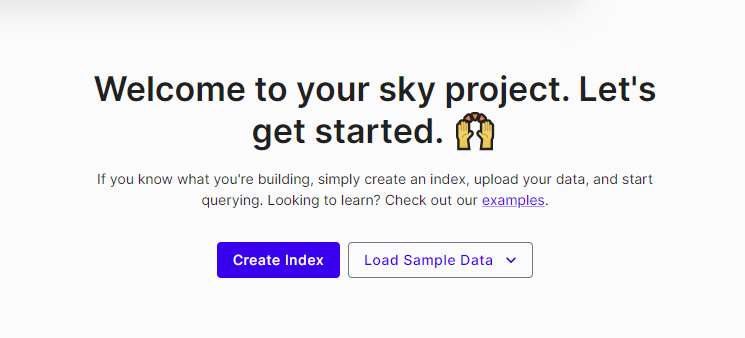 Welcome to your sky project. Let's
get started. 🙌
If you know what you're building, simply create an index, upload your data, and start
querying. Looking to learn? Check out our examples.
Create Index
Load Sample Data